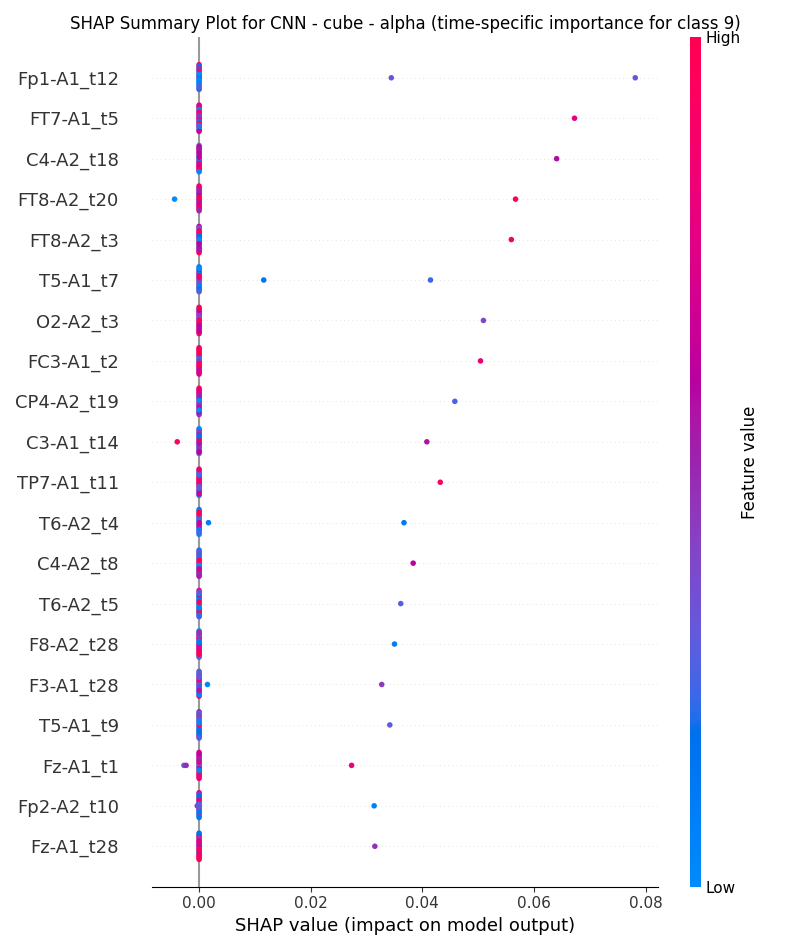 SHAP Summary Plot for CNN - cube - alpha (time-specific importance for class 9)
High
Fp1-A1_t12
FT7-A1_t5
C4-A2_t18
FT8-A2_t20
FT8-A2_t3
T5-A1_t7
O2-A2_t3
FC3-A1_t2
CP4-A2_t19
C3-A1_t14
TP7-A1_t11
T6-A2_t4
C4-A2_t8
T6-A2_t5
F8-A2_t28
F3-A1_t28
T5-A1_t9
Fz-A1_t1
Fp2-A2_t10
Fz-A1_t28
Feature value
Low
0.00 0.02 0.04 0.06 0.08
SHAP value (impact on model output)